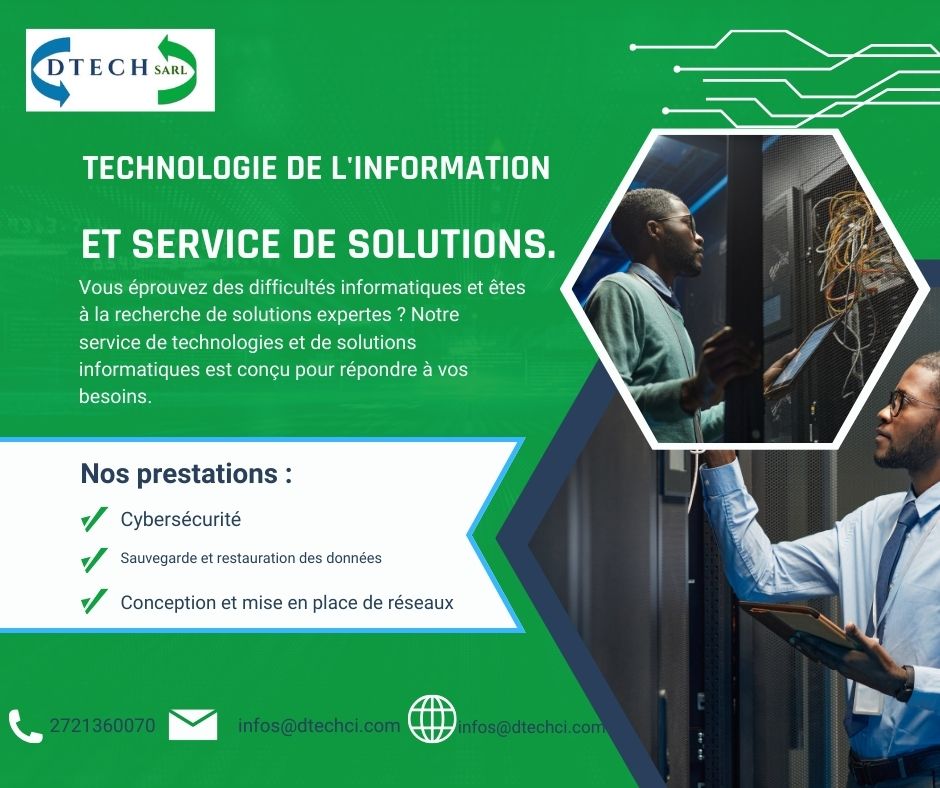 DTECH SARL
TECHNOLOGIE DE L'INFORMATION
ET SERVICE DE SOLUTIONS.
Vous éprouvez des difficultés informatiques et êtes
à la recherche de solutions expertes ? Notre
service de technologies et de solutions
informatiques est conçu pour répondre à vos
besoins.
Nos prestations :
Cybersécurité
Sauvegarde et restauration des données
Conception et mise en place de réseaux
2721360070 infos@dtechci.com infos@dtechci.com